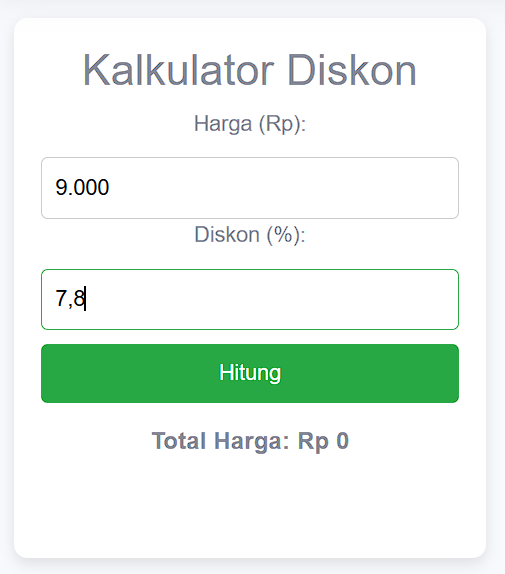 Kalkulator Diskon
Harga (Rp):
9.000
Diskon (%):
7,8
Hitung
Total Harga: Rp 0